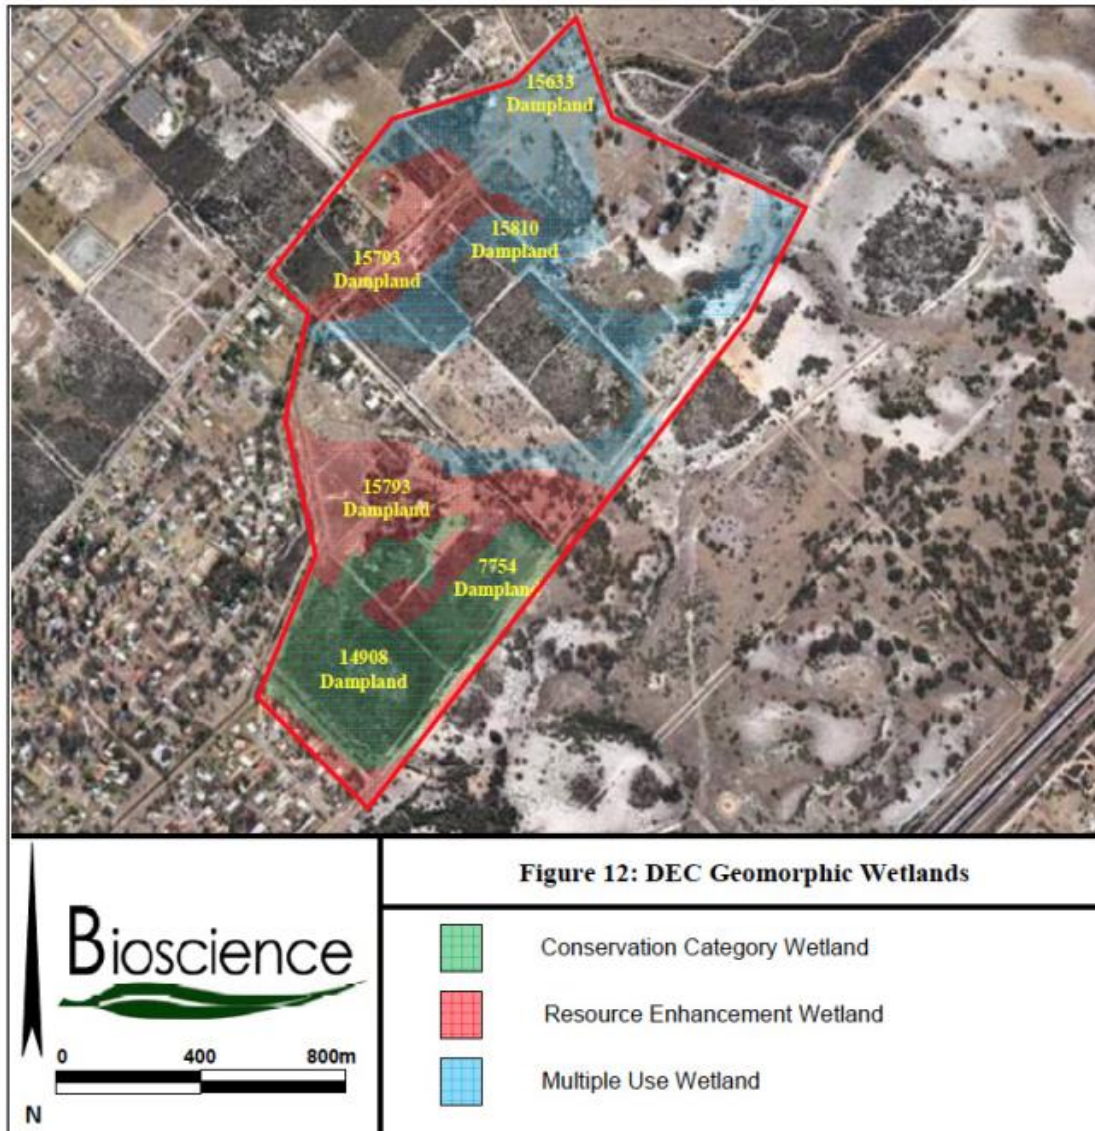 15633
Dampland
15810
Dampland
15793
Dampland
15793
Dampland
7754
Dampland
14908
Dampland
Figure 12: DEC Geomorphic Wetlands
Bioscience
0 400 800m
N
Conservation Category Wetland
Resource Enhancement Wetland
Multiple Use Wetland